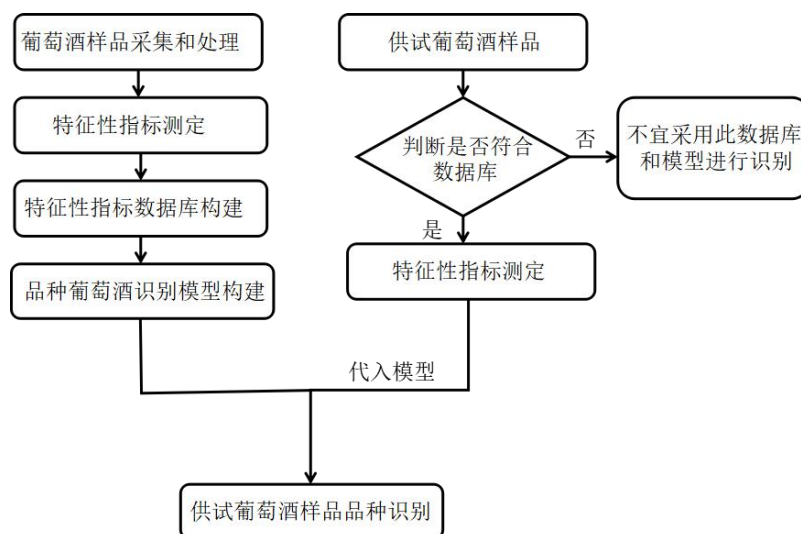 葡萄酒样品采集和处理
特征性指标测定
特征性指标数据库构建
品种葡萄酒识别模型构建
供试葡萄酒样品
判断是否符合
数据库
否
不宜采用此数据库
和模型进行识别
是
特征性指标测定
代入模型
供试葡萄酒样品品种识别